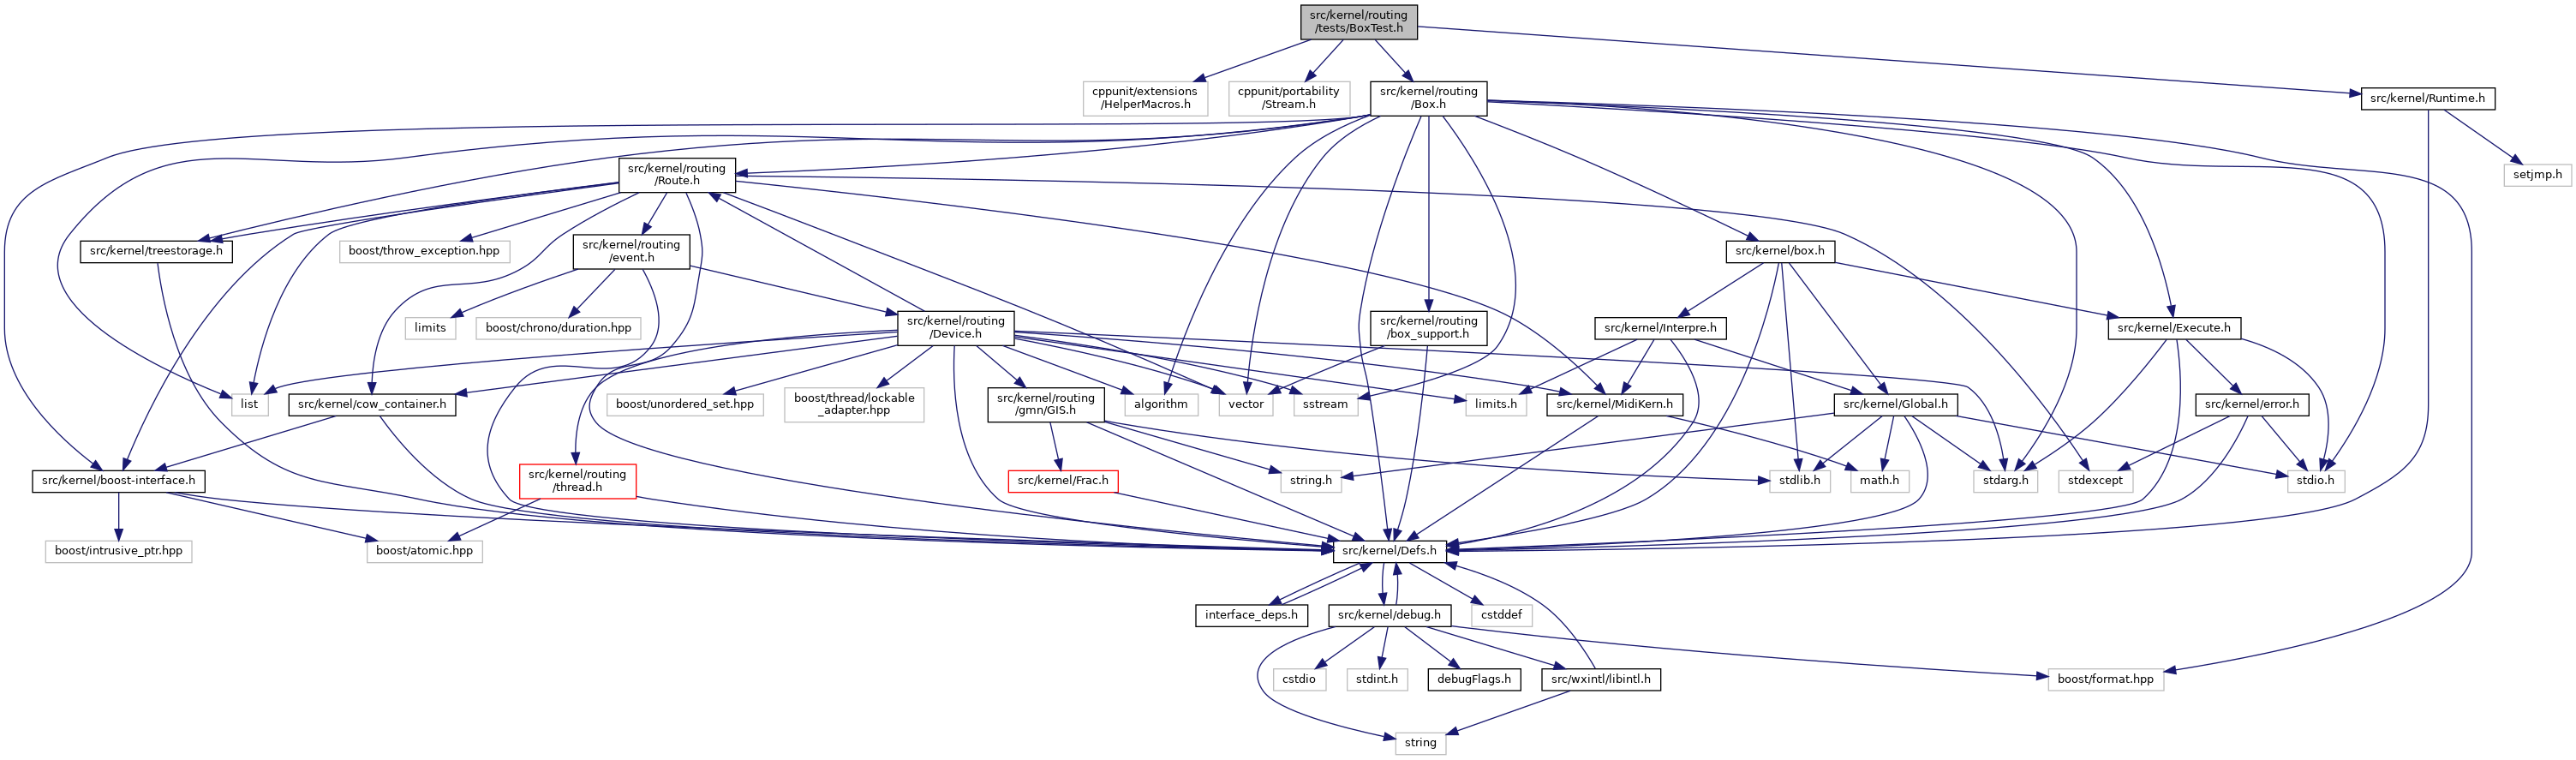 src/kernel/routing
/tests/BoxTest.h
cppunit/extensions
/HelperMacros.h
cppunit/portability
/Stream.h
src/kernel/routing
/Box.h
src/kernel/Runtime.h
src/kernel/routing
/Route.h
setjmp.h
src/kernel/treestorage.h
boost/throw_exception.hpp
src/kernel/routing
/event.h
src/kernel/box.h
limits
boost/chrono/duration.hpp
src/kernel/routing
/Device.h
src/kernel/routing
/box_support.h
src/kernel/Interpre.h
src/kernel/Execute.h
list
src/kernel/cow_container.h
boost/unordered_set.hpp
boost/thread/lockable
_adapter.hpp
src/kernel/routing
/gmn/GIS.h
algorithm
vector
sstream
limits.h
src/kernel/MidiKern.h
src/kernel/Global.h
src/kernel/error.h
src/kernel/boost-interface.h
src/kernel/routing
/thread.h
src/kernel/Frac.h
string.h
stdlib.h
math.h
stdarg.h
stdexcept
stdio.h
boost/intrusive_ptr.hpp
boost/atomic.hpp
src/kernel/Defs.h
interface_deps.h
src/kernel/debug.h
cstddef
cstdio
stdint.h
debugFlags.h
src/wxintl/libintl.h
boost/format.hpp
string